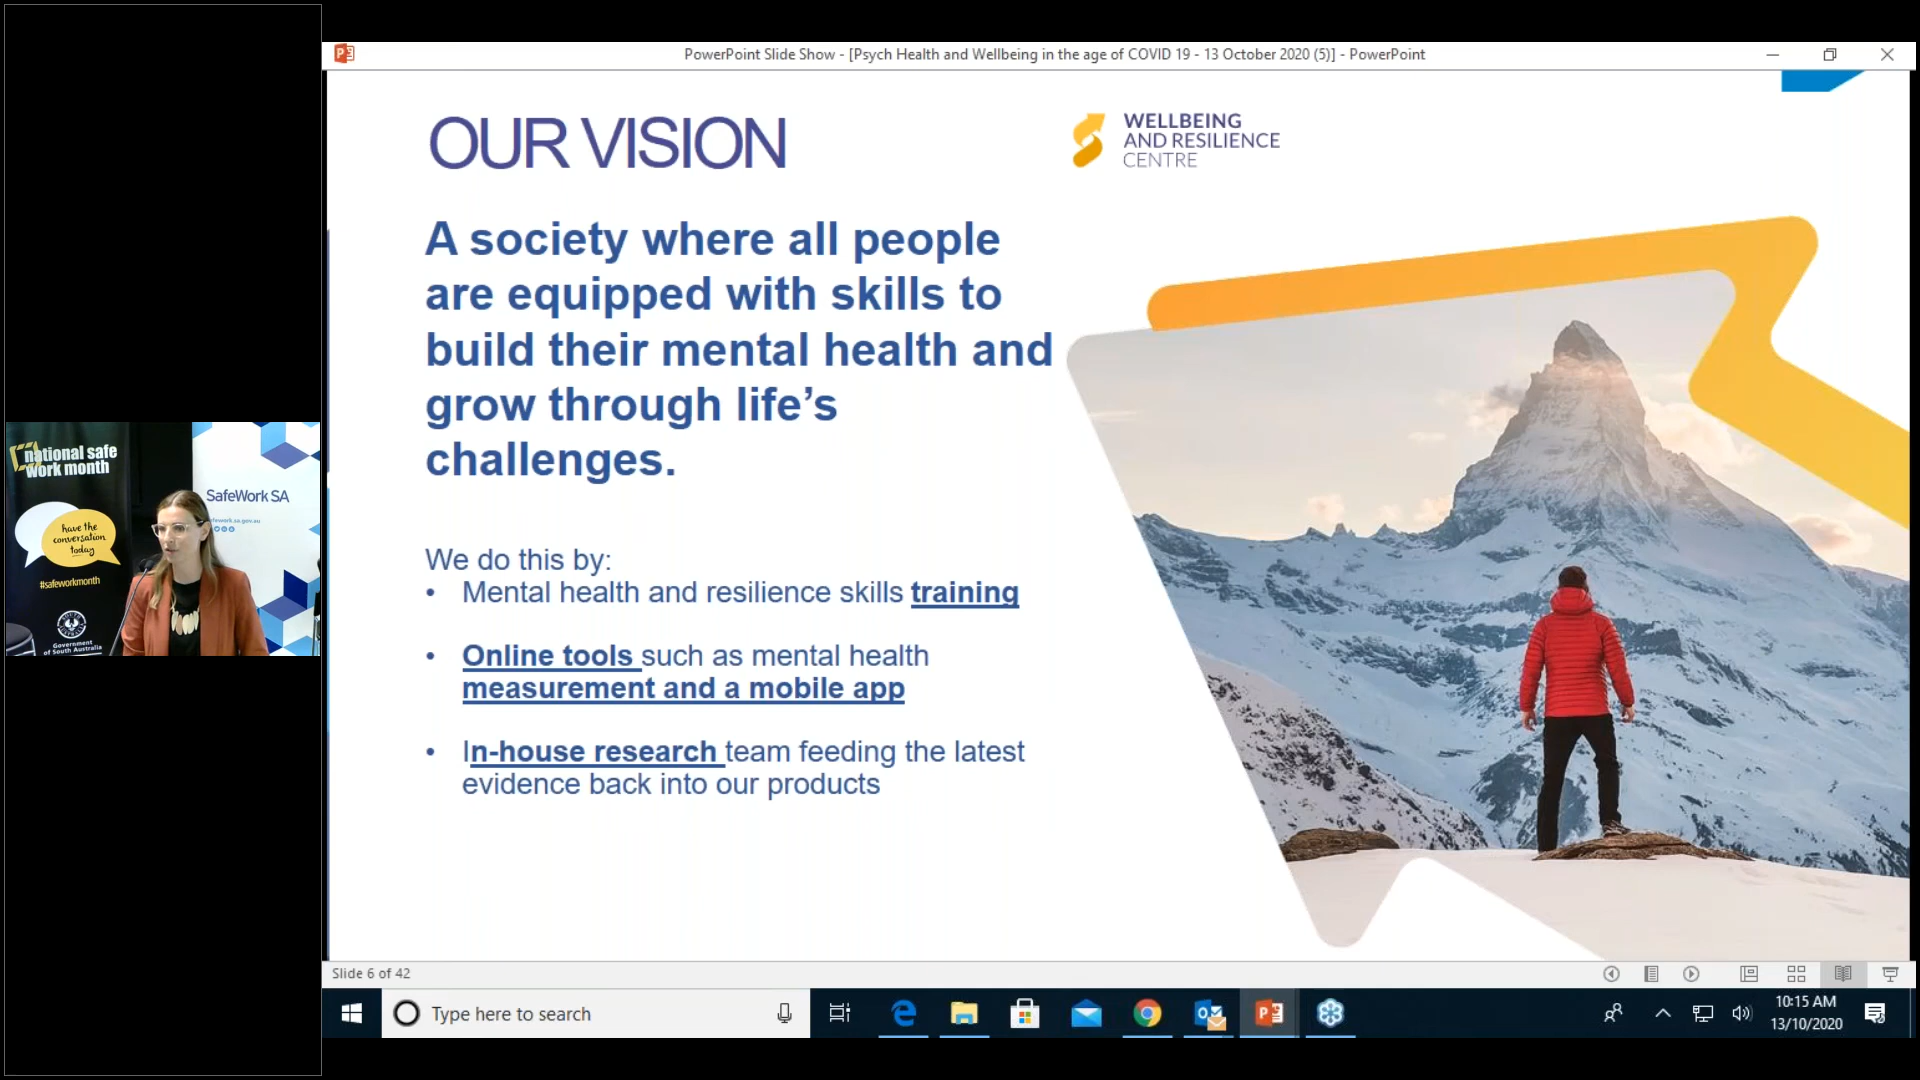 PowerPoint Slide Show - [Psych Health and Wellbeing in the age of COVID 19 - 13 October 2020 (5)] - PowerPoint
OUR VISION
WELLBEING
AND RESILIENCE
CENTRE
A society where all people
are equipped with skills to
build their mental health and
grow through life’s
challenges.
We do this by:
• Mental health and resilience skills training
• Online tools such as mental health
measurement and a mobile app
• In-house research team feeding the latest
evidence back into our products
national safe
work month
have the
conversation
today
#safeworkmonth
Government
of South Australia
SafeWork SA
Slide 6 of 42
Type here to search
10:15 AM
13/10/2020